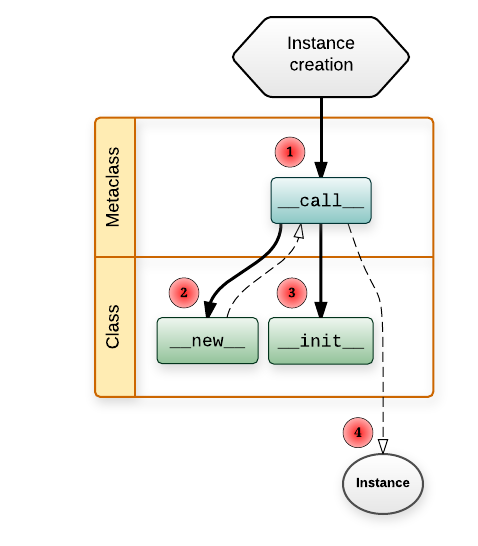 Instance
creation
Metaclass
1
__call__
Class
2
3
__new__
__init__
4
Instance